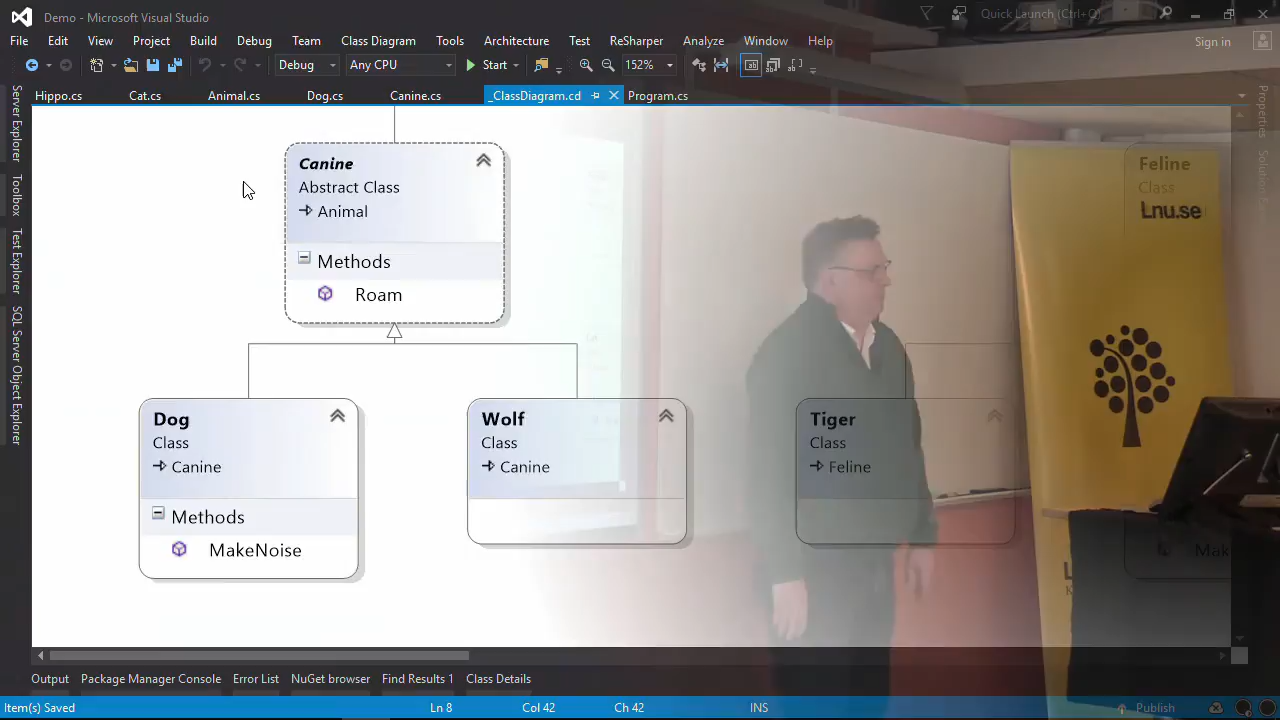 Demo - Microsoft Visual Studio
Quick Launch (Ctrl+Q)
File Edit View Project Build Debug Team Class Diagram Tools Architecture Test ReSharper Analyze Window Help
Sign in
Debug Any CPU Start 152%
Hippo.cs Cat.cs Animal.cs Dog.cs Canine.cs _ClassDiagram.cd Program.cs
Server Explorer
Toolbox
Test Explorer
SQL Server Object Explorer
Properties
Canine
Abstract Class
Animal
Methods
Roam
Feline
Class
Lnu.se
Dog
Class
Canine
Methods
MakeNoise
Wolf
Class
Canine
Tiger
Class
Feline
Mak
Output Package Manager Console Error List NuGet browser Find Results 1 Class Details
Item(s) Saved Ln 8 Col 42 Ch 42 INS Publish